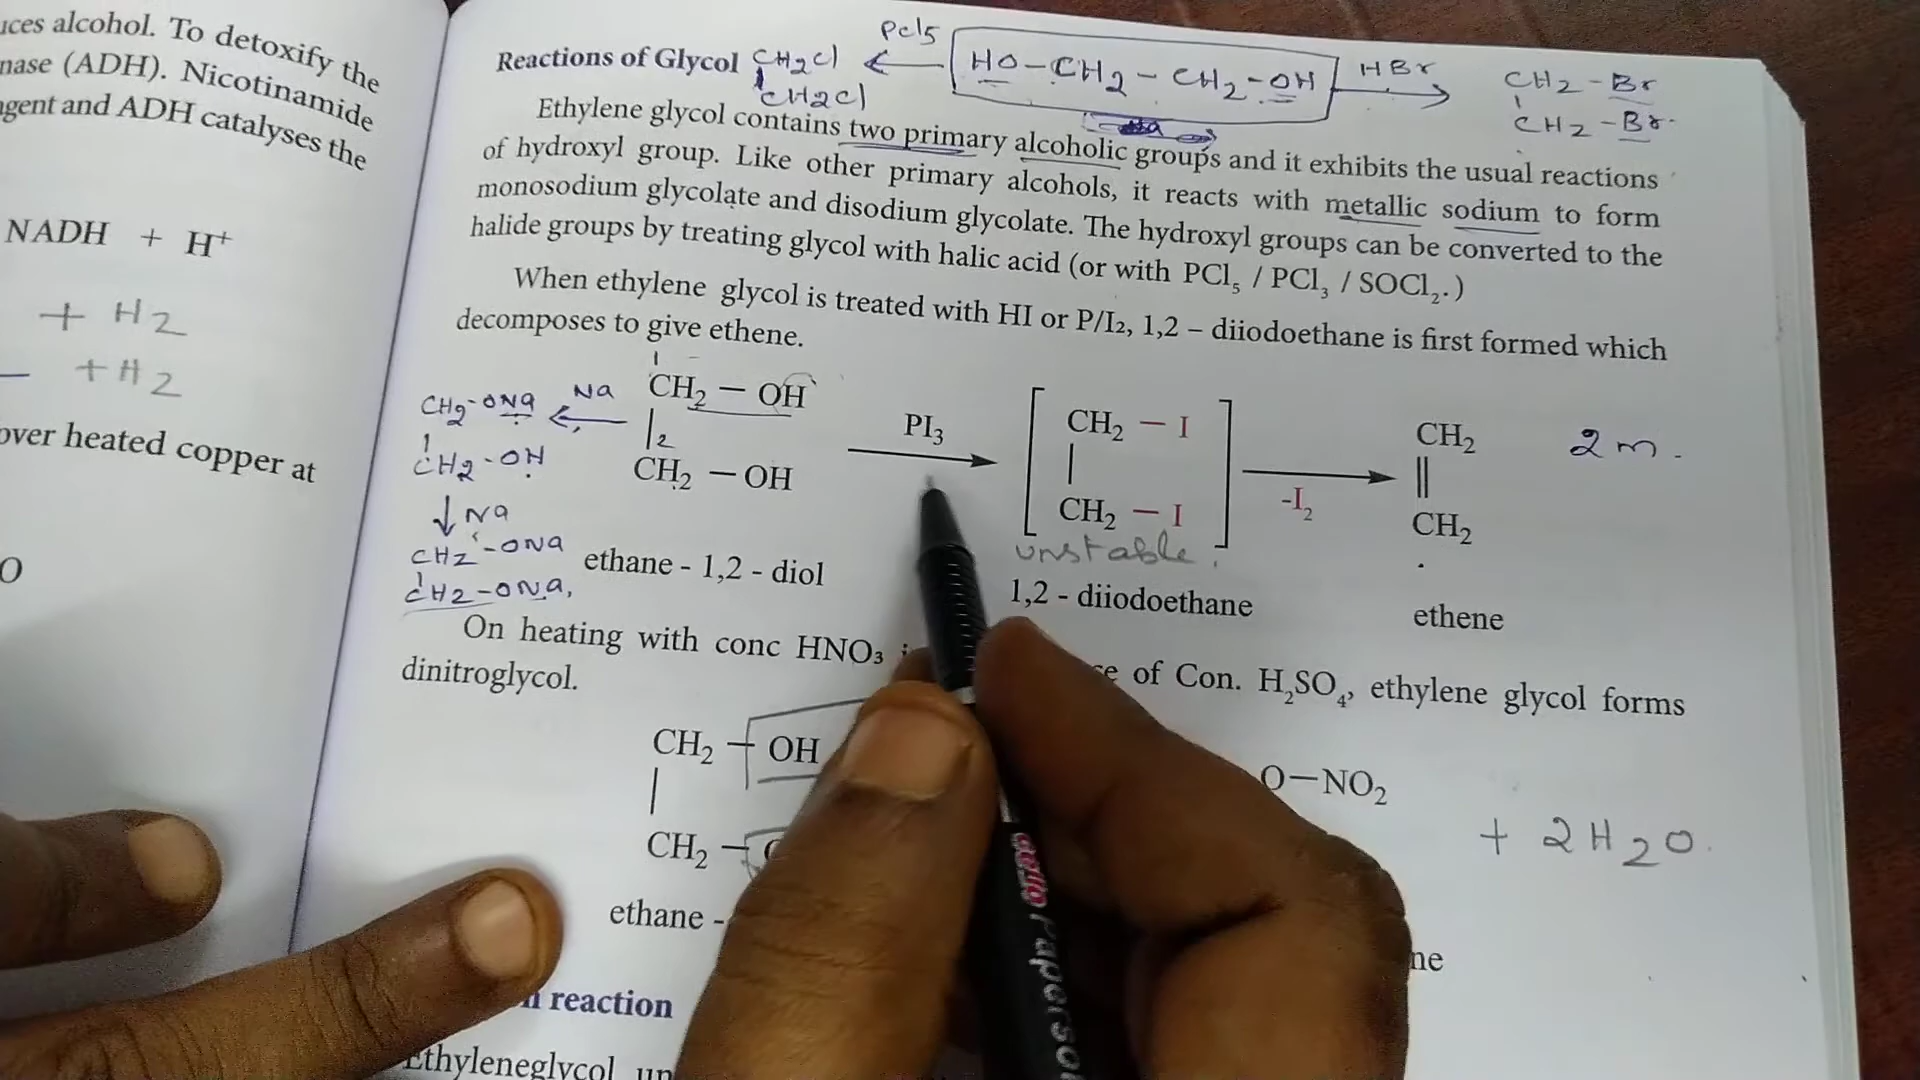 ces alcohol. To detoxify the
nase (ADH). Nicotinamide
gent and ADH catalyses the
NADH + H⁺
+ H2
+ H2
over heated copper at
O
Reactions of Glycol
CH2Cl
CH2Cl
PCl5
HO-CH2-CH2-OH
HBr
CH2-Br
CH2-Br.
Ethylene glycol contains two primary alcoholic groups and it exhibits the usual reactions
of hydroxyl group. Like other primary alcohols, it reacts with metallic sodium to form
monosodium glycolate and disodium glycolate. The hydroxyl groups can be converted to the
halide groups by treating glycol with halic acid (or with PCl₅ / PCl₃ / SOCl₂.)
When ethylene glycol is treated with HI or P/I₂, 1,2 – diiodoethane is first formed which
decomposes to give ethene.
CH2-ONa
CH2-OH
Na
CH₂ — OH
2
CH₂ — OH
PI₃
CH₂ — I
CH₂ — I
-I₂
CH₂
CH₂
2m.
Na
CH2-ONa
CH2-ONa,
unstable.
ethane - 1,2 - diol
1,2 - diiodoethane
ethene
On heating with conc HNO₃ of Con. H₂SO₄, ethylene glycol forms
dinitroglycol.
CH₂ — OH
CH₂ —
O—NO₂
+ 2H2O.
ethane -
ne
n reaction
Ethyleneglycol un
cello Papersoft